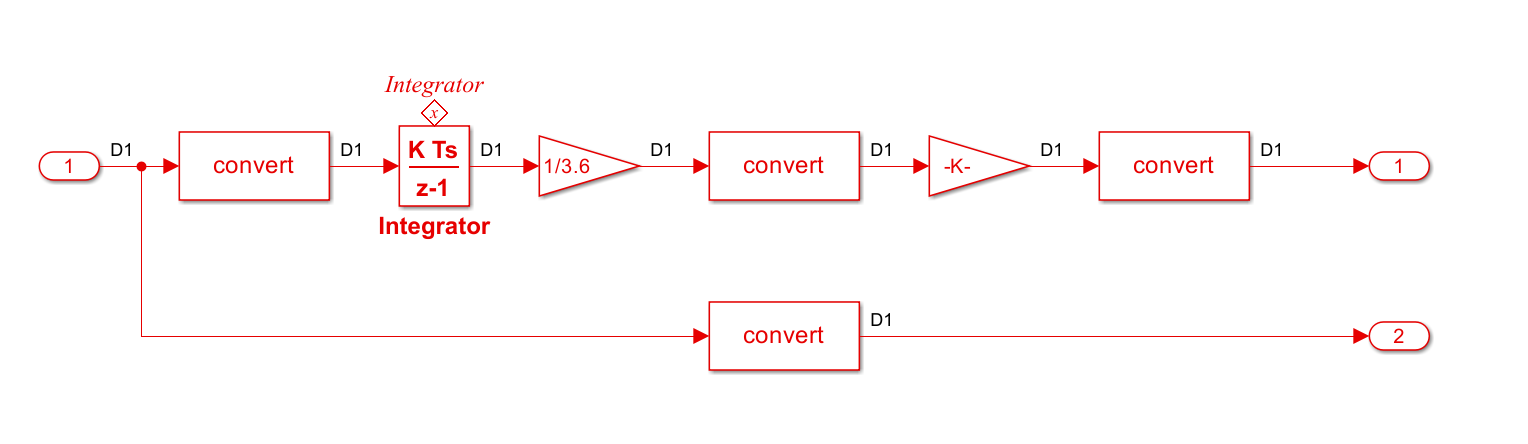 Integrator
x
D1
D1
D1
D1
D1
D1
D1
1
convert
K Ts
z-1
1/3.6
convert
-K-
convert
1
Integrator
D1
convert
2